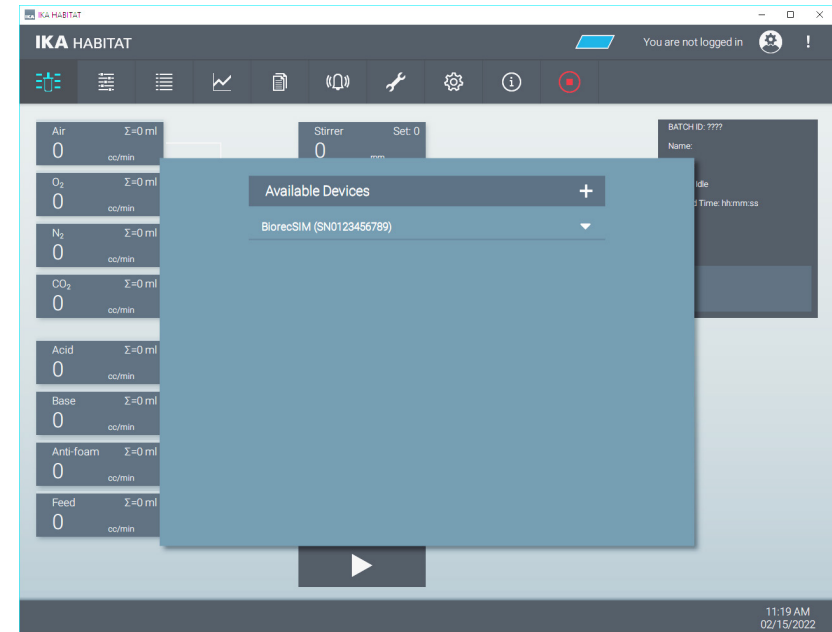 IKA HABITAT
IKA HABITAT
You are not logged in
Air Σ=0 ml
0 cc/min
O₂ Σ=0 ml
0 cc/min
N₂ Σ=0 ml
0 cc/min
CO₂ Σ=0 ml
0 cc/min
Acid Σ=0 ml
0 cc/min
Base Σ=0 ml
0 cc/min
Anti-foam Σ=0 ml
0 cc/min
Feed Σ=0 ml
0 cc/min
Stirrer Set: 0
0
Available Devices +
BiorecSIM (SN0123456789)
BATCH ID: ????
Name:
Idle
Time: hh:mm:ss
11:19 AM
02/15/2022